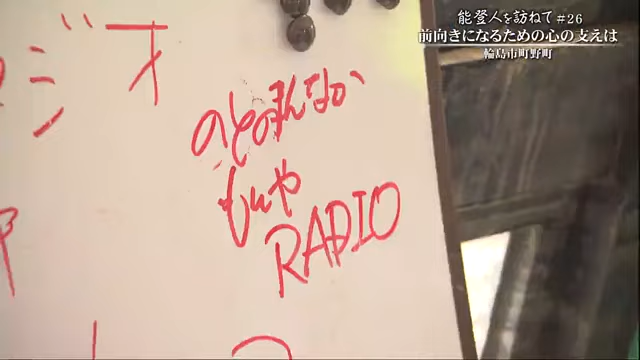 能登人を訪ねて #26
前向きになるための心の支えは
輪島市町野町
ジオ
のとのまんなか
もんや
RADIO